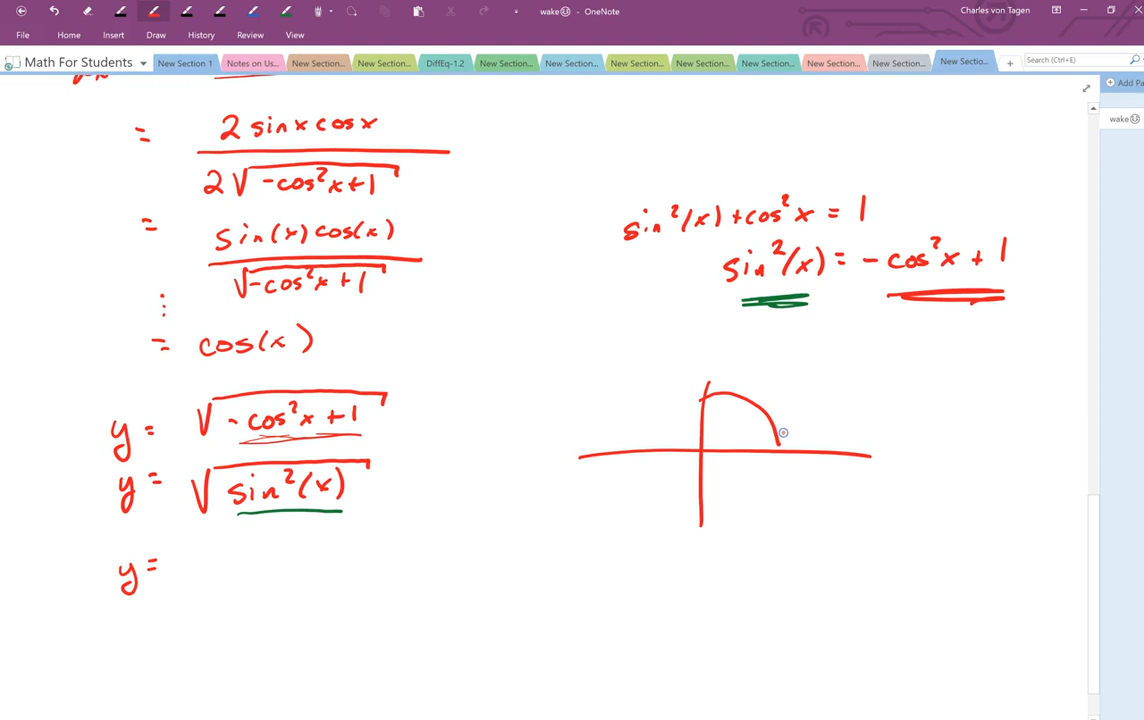 wake😊 - OneNote
Charles von Tagen
File Home Insert Draw History Review View
Math For Students
New Section 1 Notes on Us... New Section... New Section... DiffEq-1.2 New Section... New Section... New Section... New Section... New Section... New Section... New Section... New Sectio...
Search (Ctrl+E)
Add Pa
wake😊
= 2 sin x cos x
2√-cos²x+1
= sin(x) cos(x)
√-cos²x+1
⋮
= cos(x)
sin²(x)+cos²x = 1
sin²(x) = -cos²x + 1
y = √-cos²x+1
y = √sin²(x)
y =